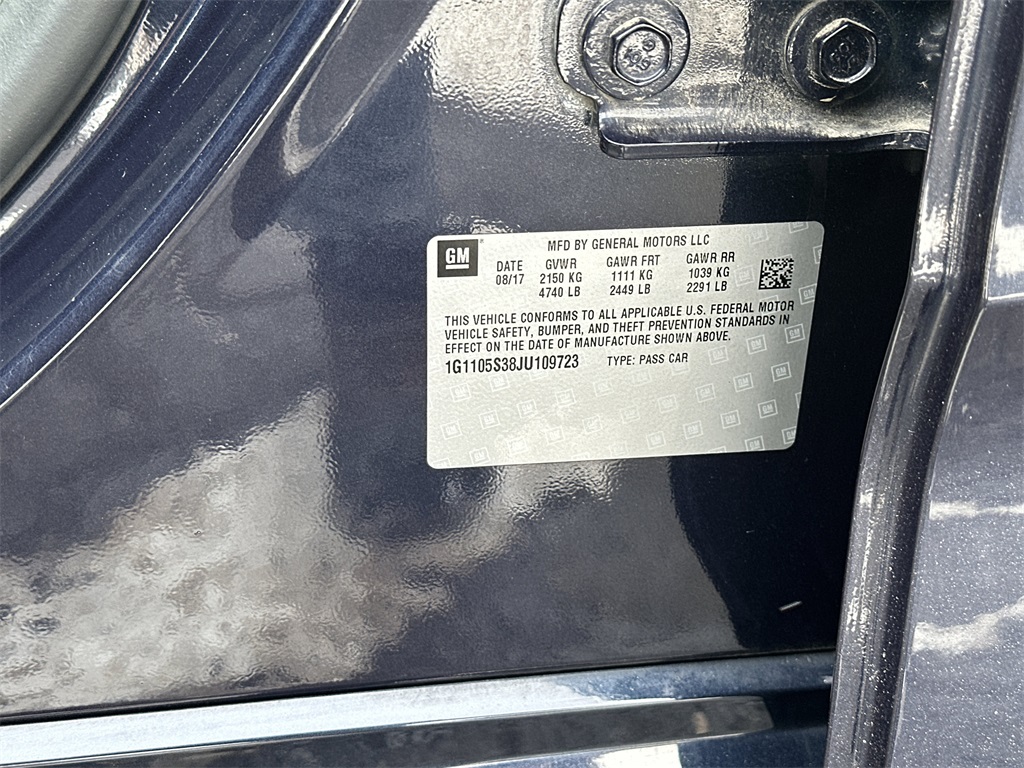 GM
MFD BY GENERAL MOTORS LLC
DATE GVWR GAWR FRT GAWR RR
08/17 2150 KG 1111 KG 1039 KG
4740 LB 2449 LB 2291 LB
THIS VEHICLE CONFORMS TO ALL APPLICABLE U.S. FEDERAL MOTOR
VEHICLE SAFETY, BUMPER, AND THEFT PREVENTION STANDARDS IN
EFFECT ON THE DATE OF MANUFACTURE SHOWN ABOVE.
1G1105S38JU109723 TYPE: PASS CAR